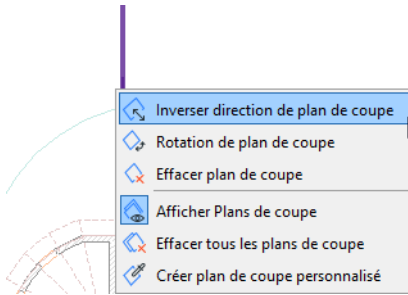 Inverser direction de plan de coupe
Rotation de plan de coupe
Effacer plan de coupe
Afficher Plans de coupe
Effacer tous les plans de coupe
Créer plan de coupe personnalisé